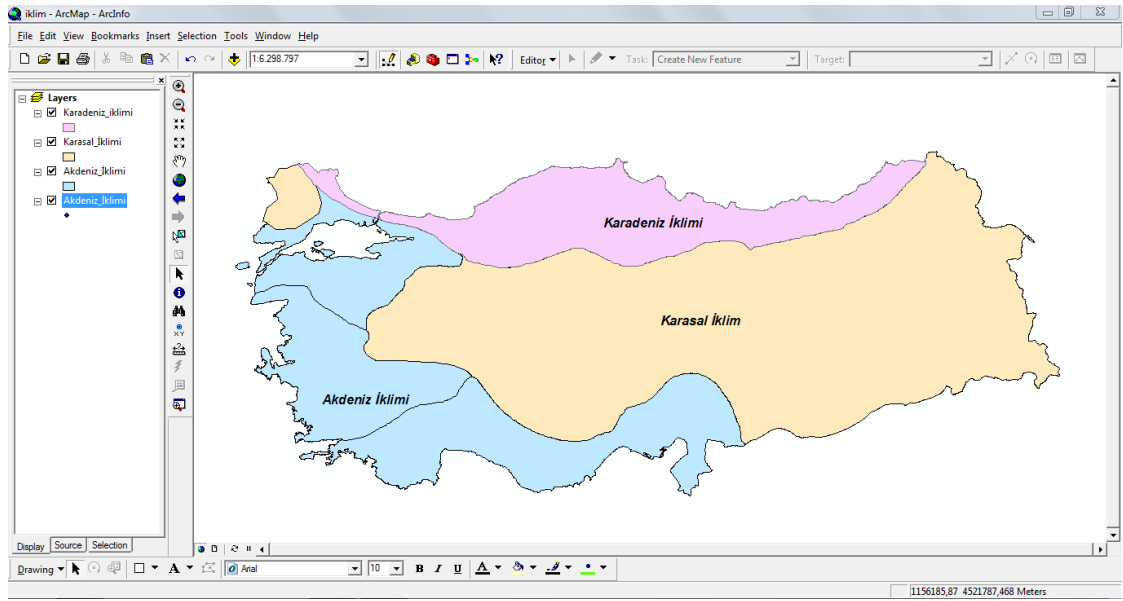 iklim - ArcMap - ArcInfo
File Edit View Bookmarks Insert Selection Tools Window Help
1:6.298.797 Editor Task: Create New Feature Target:
Layers
Karadeniz_iklimi
Karasal_İklimi
Akdeniz_İklimi
Akdeniz_İklimi
Karadeniz İklimi
Karasal İklim
Akdeniz İklimi
Display Source Selection
Drawing A Arial 10 B I U A
1156185,87 4521787,468 Meters